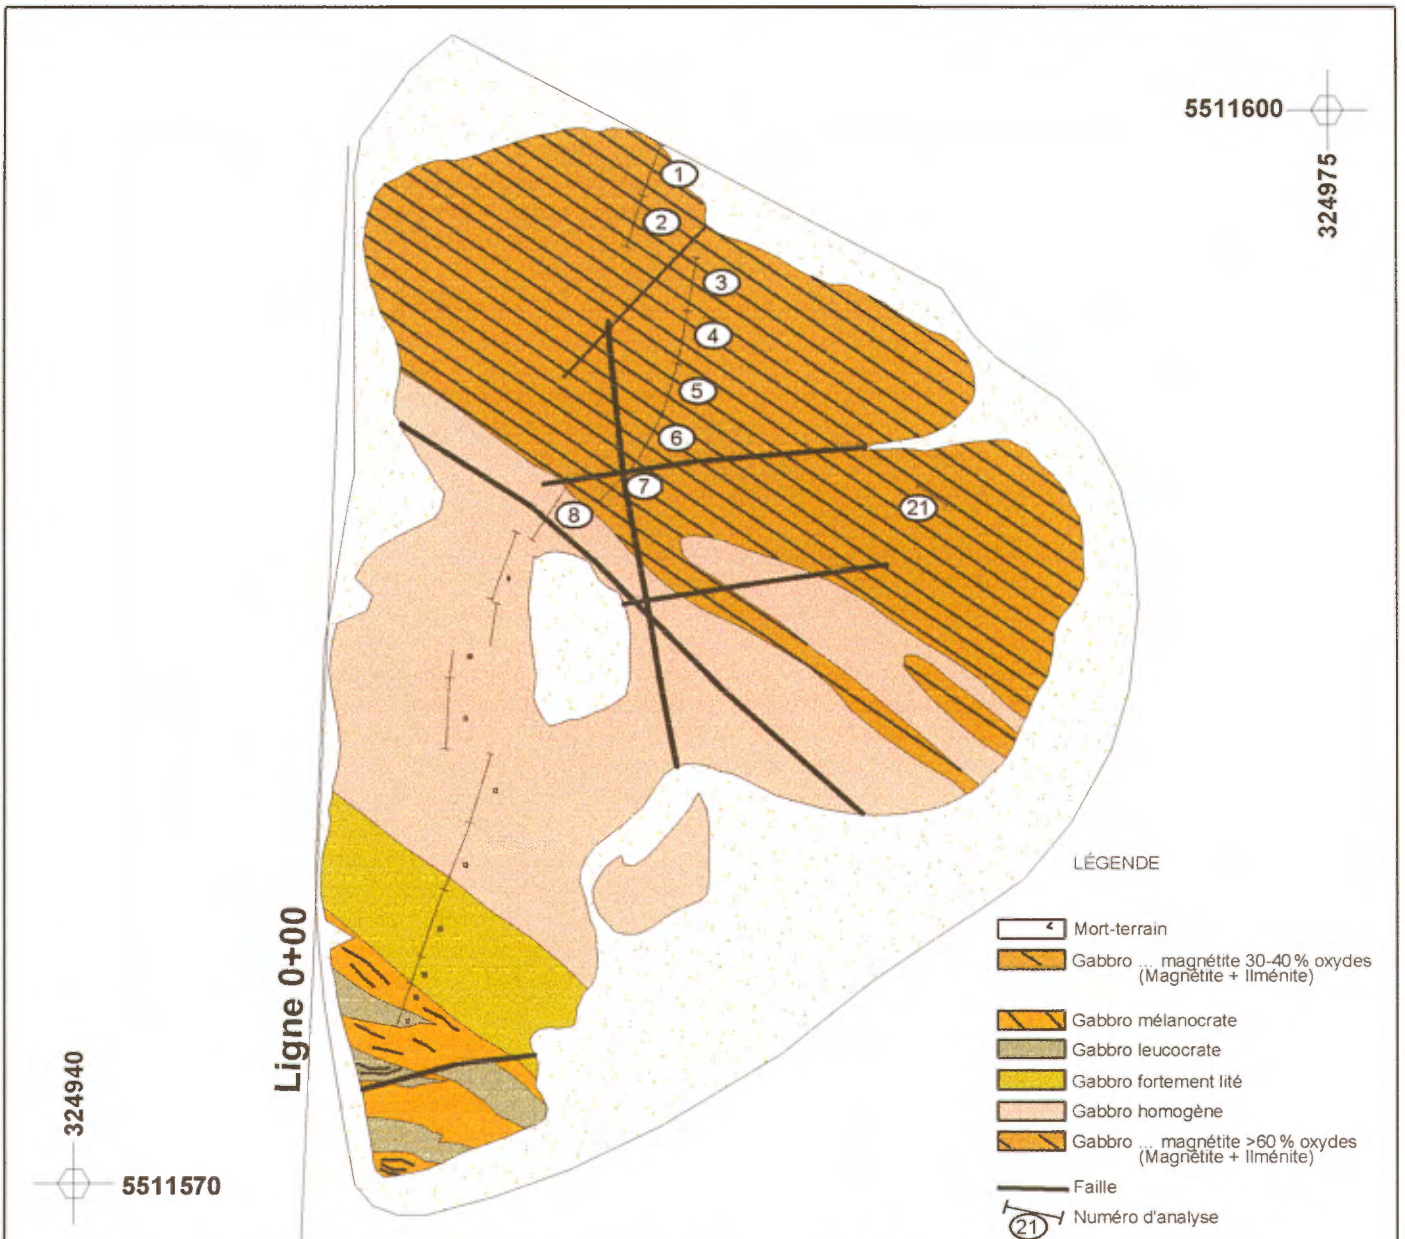 5511600
324975
1
2
3
4
5
6
7
8
21
Ligne 0+00
324940
5511570
LÉGENDE
Mort-terrain
Gabbro ... magnétite 30-40 % oxydes
(Magnétite + Ilménite)
Gabbro mélanocrate
Gabbro leucocrate
Gabbro fortement lité
Gabbro homogène
Gabbro ... magnétite >60 % oxydes
(Magnétite + Ilménite)
Faille
21 Numéro d'analyse